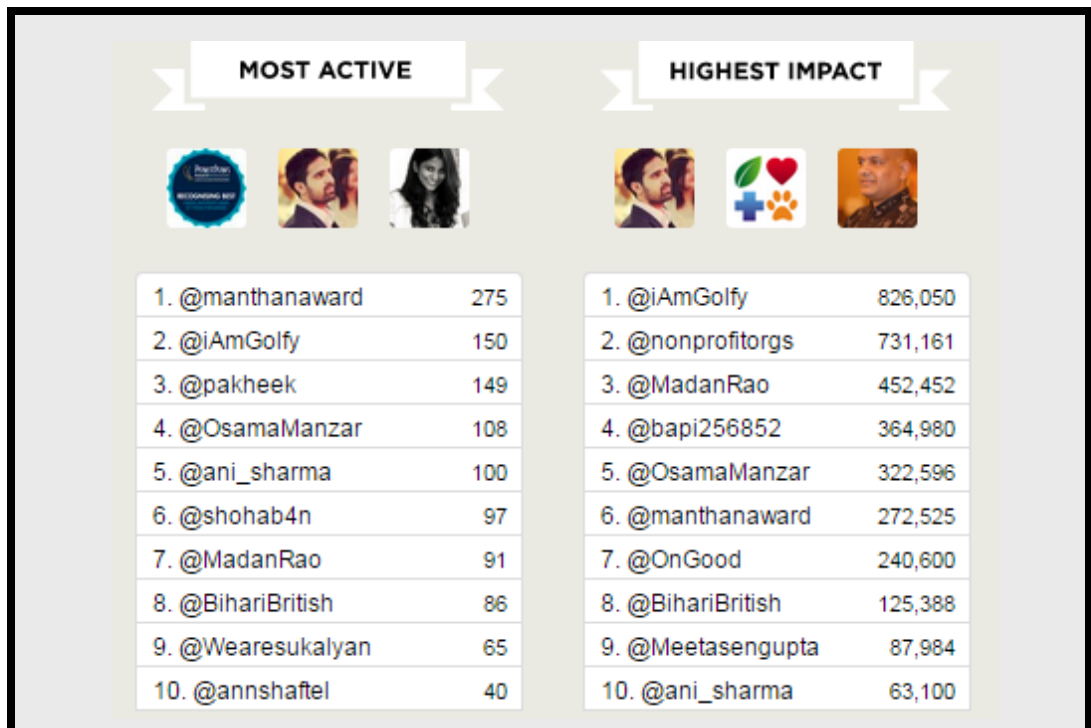 MOST ACTIVE
RECOGNISING BEST
1. @manthanaward 275
2. @iAmGolfy 150
3. @pakheek 149
4. @OsamaManzar 108
5. @ani_sharma 100
6. @shohab4n 97
7. @MadanRao 91
8. @BihariBritish 86
9. @Wearesukalyan 65
10. @annshaftel 40
HIGHEST IMPACT
1. @iAmGolfy 826,050
2. @nonprofitorgs 731,161
3. @MadanRao 452,452
4. @bapi256852 364,980
5. @OsamaManzar 322,596
6. @manthanaward 272,525
7. @OnGood 240,600
8. @BihariBritish 125,388
9. @Meetasengupta 87,984
10. @ani_sharma 63,100